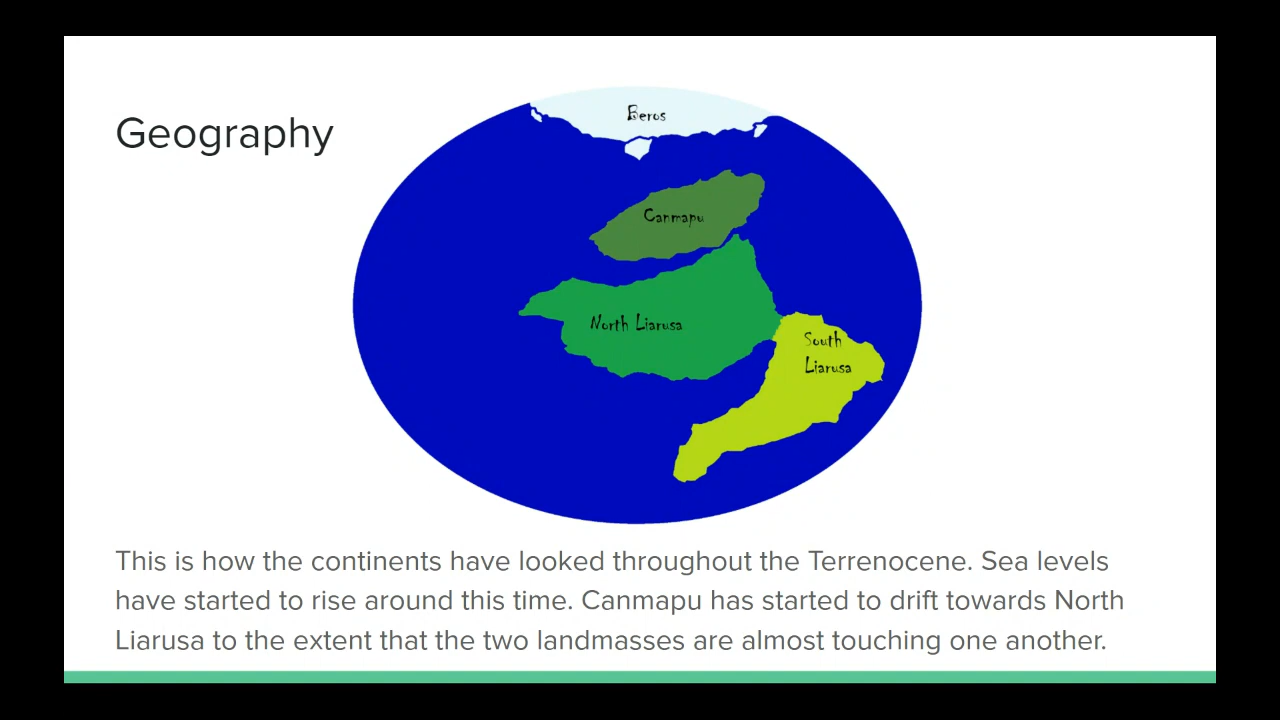 Geography
Beros
Canmapu
North Liarusa
South
Liarusa
This is how the continents have looked throughout the Terrenocene. Sea levels
have started to rise around this time. Canmapu has started to drift towards North
Liarusa to the extent that the two landmasses are almost touching one another.